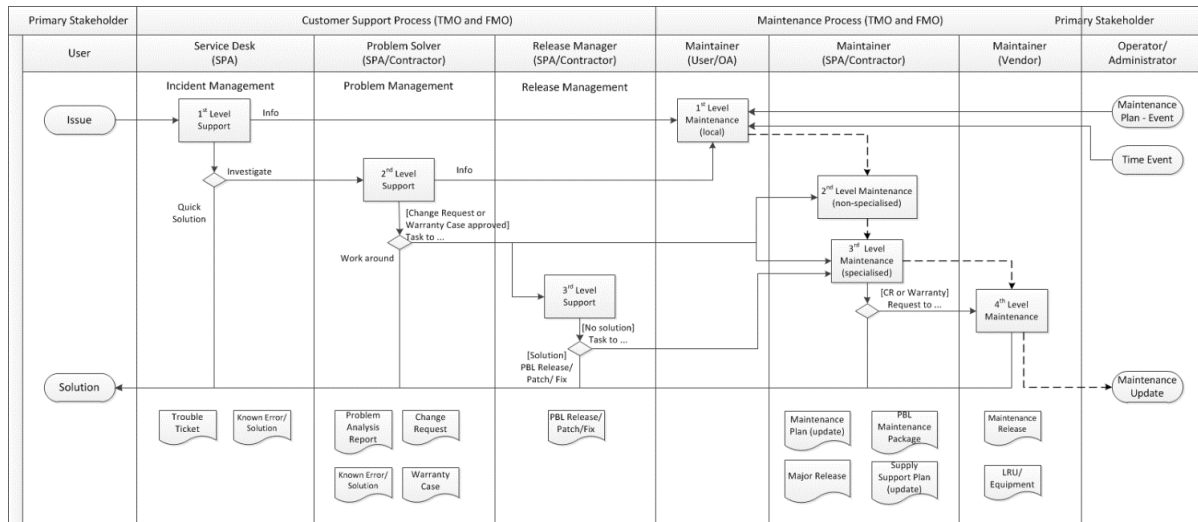 Primary Stakeholder
Customer Support Process (TMO and FMO)
Maintenance Process (TMO and FMO)
Primary Stakeholder
User
Service Desk
(SPA)
Problem Solver
(SPA/Contractor)
Release Manager
(SPA/Contractor)
Maintainer
(User/OA)
Maintainer
(SPA/Contractor)
Maintainer
(Vendor)
Operator/
Administrator
Incident Management
Problem Management
Release Management
Issue
1st Level
Support
Info
1st Level
Maintenance
(local)
Maintenance
Plan - Event
Time Event
Investigate
2nd Level
Support
Info
2nd Level Maintenance
(non-specialised)
Quick
Solution
[Change Request or
Warranty Case approved]
Task to ...
Work around
3rd Level
Maintenance
(specialised)
3rd Level
Support
[CR or Warranty]
Request to ...
4th Level
Maintenance
[No solution]
Task to ...
[Solution]
PBL Release/
Patch/ Fix
Solution
Maintenance
Update
Trouble
Ticket
Known Error/
Solution
Problem
Analysis
Report
Change
Request
PBL Release/
Patch/Fix
Maintenance
Plan (update)
PBL
Maintenance
Package
Maintenance
Release
Known Error/
Solution
Warranty
Case
Major Release
Supply
Support Plan
(update)
LRU/
Equipment